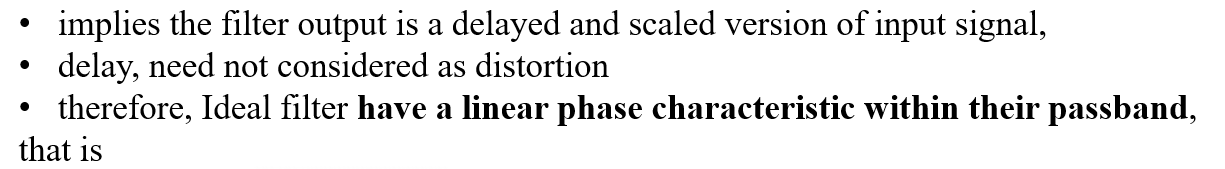 • implies the filter output is a delayed and scaled version of input signal,
• delay, need not considered as distortion
• therefore, Ideal filter have a linear phase characteristic within their passband,
that is